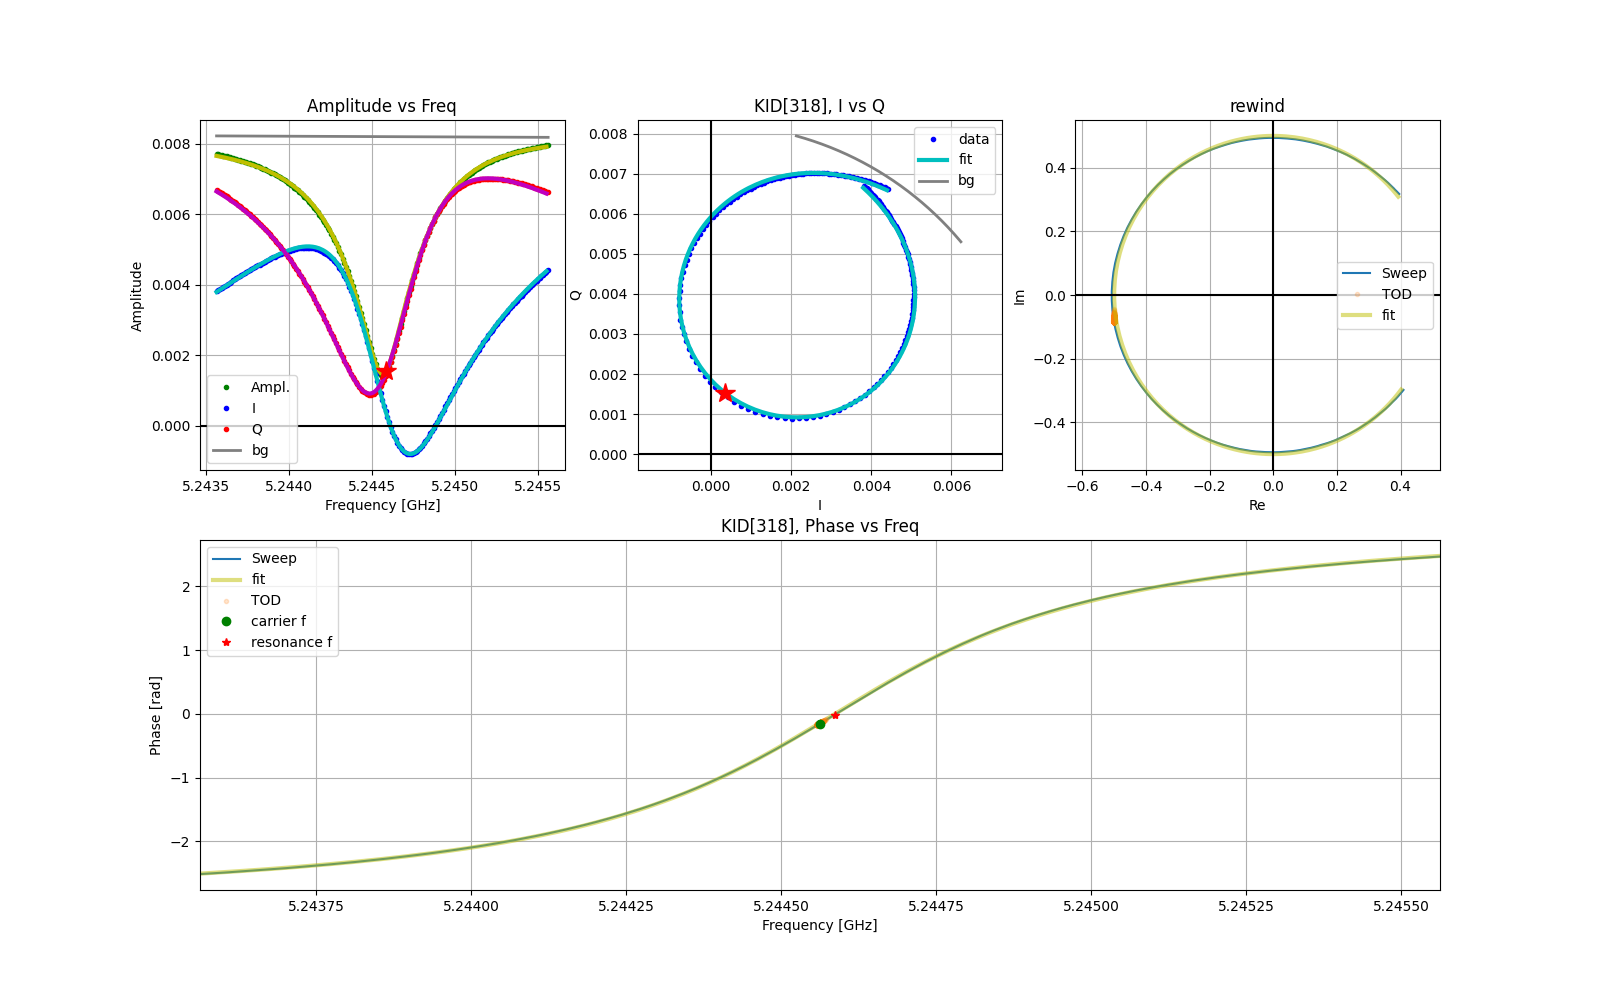 Amplitude vs Freq
Amplitude
0.008
0.006
0.004
0.002
0.000
Ampl.
I
Q
bg
5.2435 5.2440 5.2445 5.2450 5.2455
Frequency [GHz]
KID[318], I vs Q
Q
0.008
0.007
0.006
0.005
0.004
0.003
0.002
0.001
0.000
data
fit
bg
0.000 0.002 0.004 0.006
I
rewind
Im
0.4
0.2
0.0
−0.2
−0.4
Sweep
TOD
fit
−0.6 −0.4 −0.2 0.0 0.2 0.4
Re
KID[318], Phase vs Freq
Phase [rad]
2
1
0
−1
−2
Sweep
fit
TOD
carrier f
resonance f
5.24375 5.24400 5.24425 5.24450 5.24475 5.24500 5.24525 5.24550
Frequency [GHz]